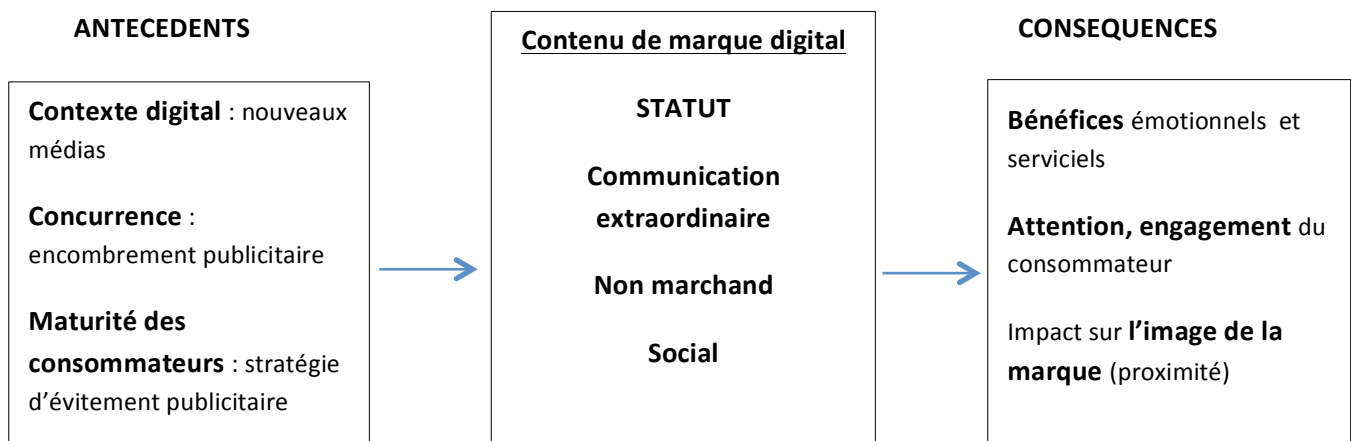 ANTECEDENTS
Contexte digital : nouveaux
médias
Concurrence :
encombrement publicitaire
Maturité des
consommateurs : stratégie
d’évitement publicitaire
Contenu de marque digital
STATUT
Communication
extraordinaire
Non marchand
Social
CONSEQUENCES
Bénéfices émotionnels et
serviciels
Attention, engagement du
consommateur
Impact sur l’image de la
marque (proximité)